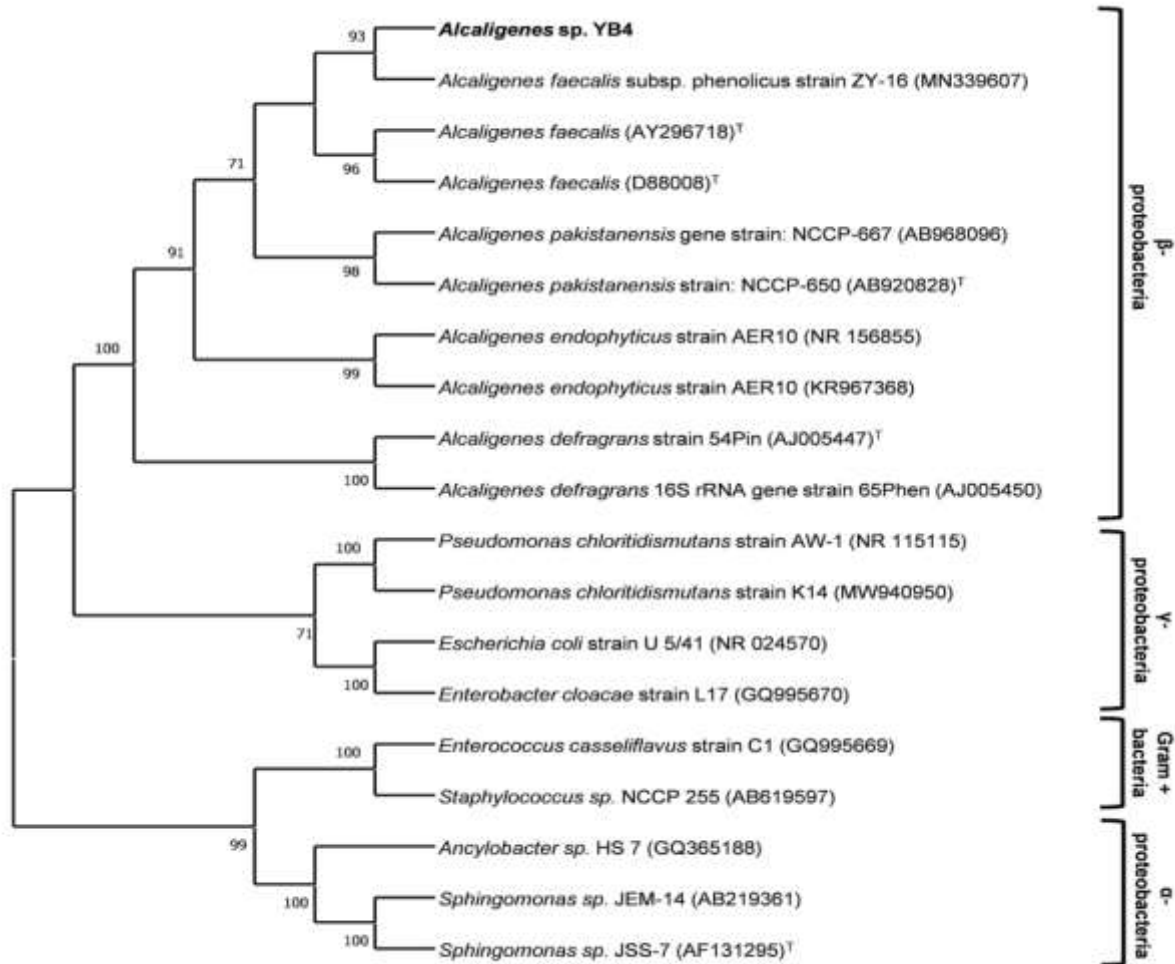 Alcaligenes sp. YB4
Alcaligenes faecalis subsp. phenolicus strain ZY-16 (MN339607)
Alcaligenes faecalis (AY296718)ᵀ
Alcaligenes faecalis (D88008)ᵀ
Alcaligenes pakistanensis gene strain: NCCP-667 (AB968096)
Alcaligenes pakistanensis strain: NCCP-650 (AB920828)ᵀ
Alcaligenes endophyticus strain AER10 (NR 156855)
Alcaligenes endophyticus strain AER10 (KR967368)
Alcaligenes defragrans strain 54Pin (AJ005447)ᵀ
Alcaligenes defragrans 16S rRNA gene strain 65Phen (AJ005450)
Pseudomonas chloritidismutans strain AW-1 (NR 115115)
Pseudomonas chloritidismutans strain K14 (MW940950)
Escherichia coli strain U 5/41 (NR 024570)
Enterobacter cloacae strain L17 (GQ995670)
Enterococcus casseliflavus strain C1 (GQ995669)
Staphylococcus sp. NCCP 255 (AB619597)
Ancylobacter sp. HS 7 (GQ365188)
Sphingomonas sp. JEM-14 (AB219361)
Sphingomonas sp. JSS-7 (AF131295)ᵀ
93
96
71
98
91
99
100
100
100
71
100
100
99
100
100
β-
proteobacteria
γ-
proteobacteria
Gram +
bacteria
α-
proteobacteria